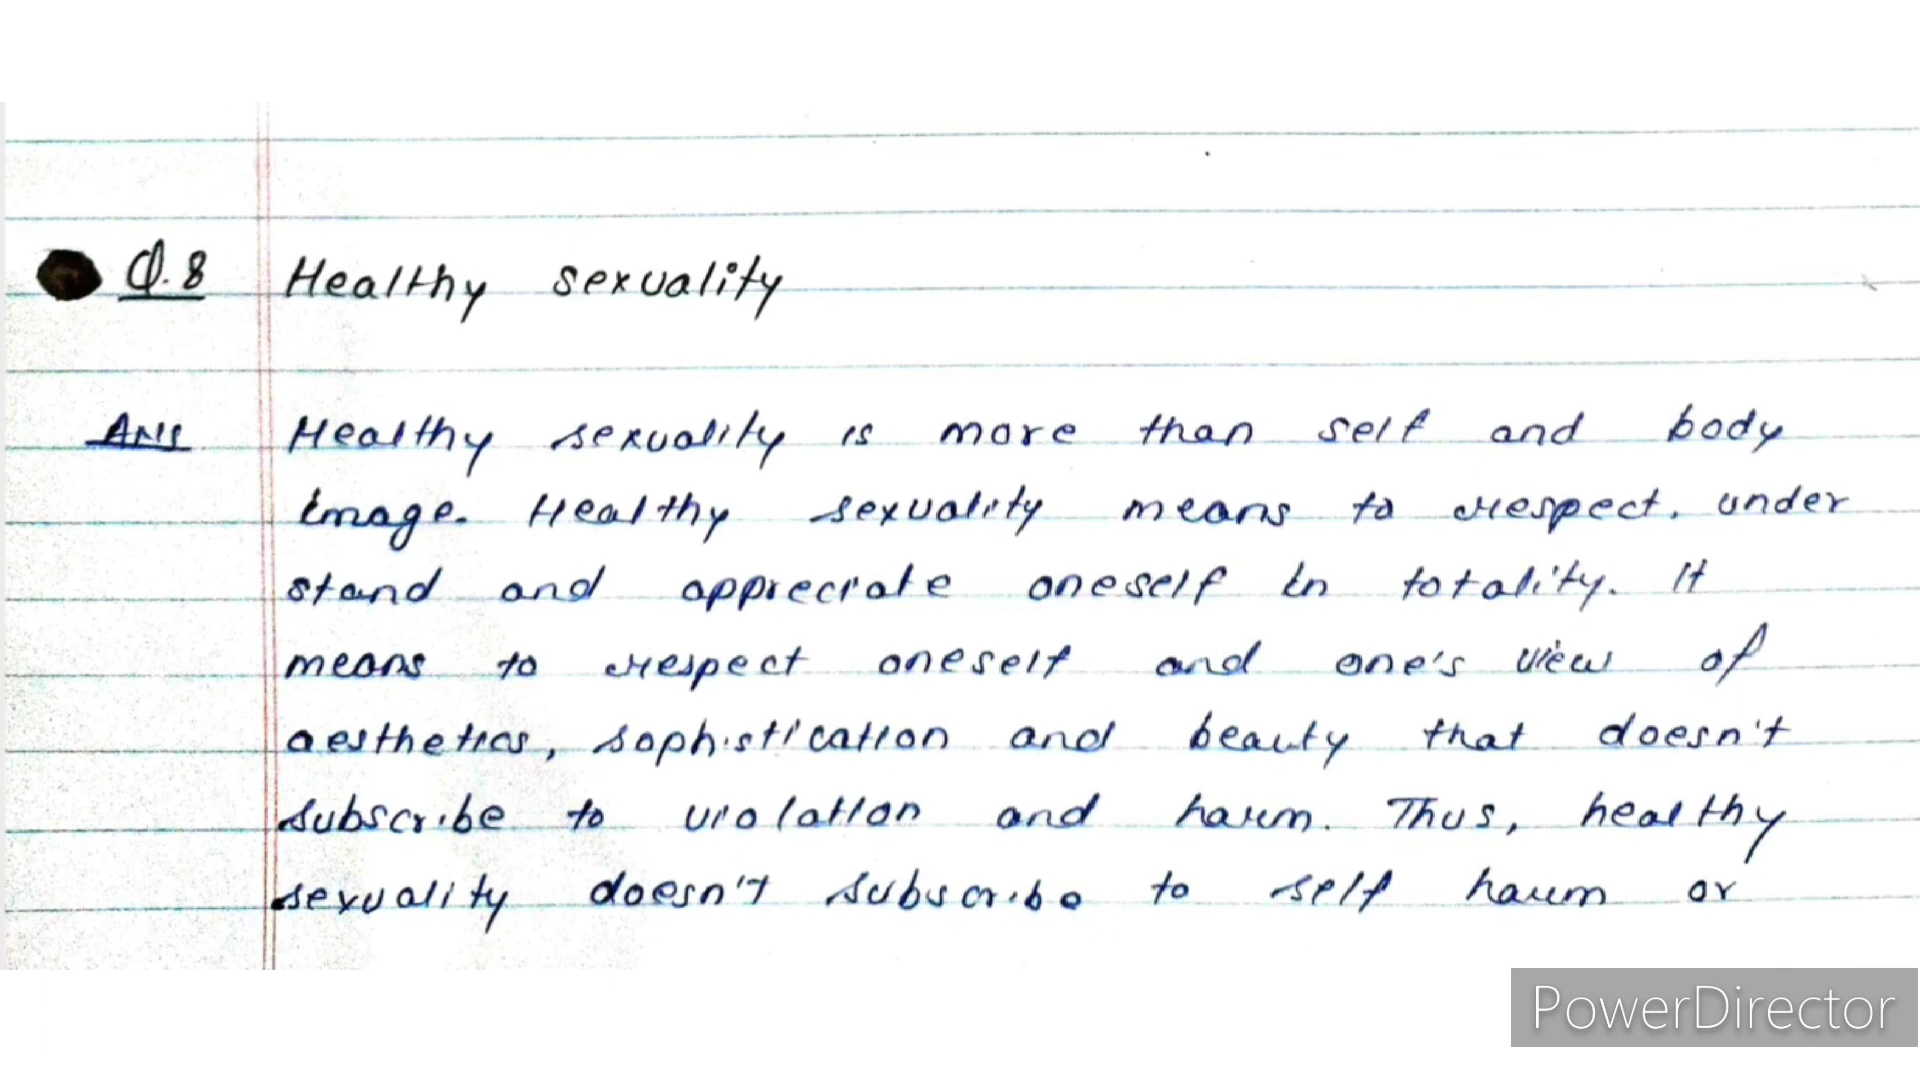 Q.8 Healthy sexuality
Ans Healthy sexuality is more than self and body
image. Healthy sexuality means to respect, under
stand and appreciate oneself in totality. It
means to respect oneself and one's view of
aesthetics, sophistication and beauty that doesn't
subscribe to violation and harm. Thus, healthy
sexuality doesn't subscribe to self harm or
PowerDirector